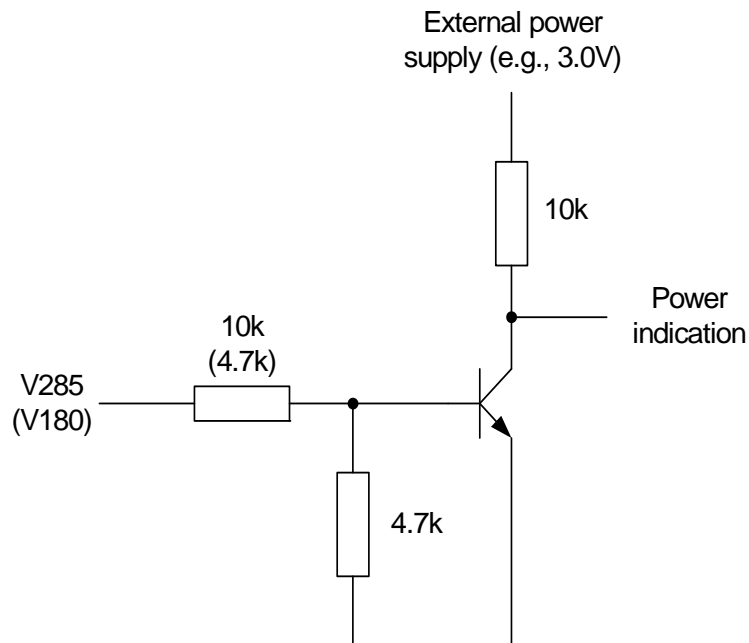 External power
supply (e.g., 3.0V)
10k
Power
indication
10k
(4.7k)
V285
(V180)
4.7k